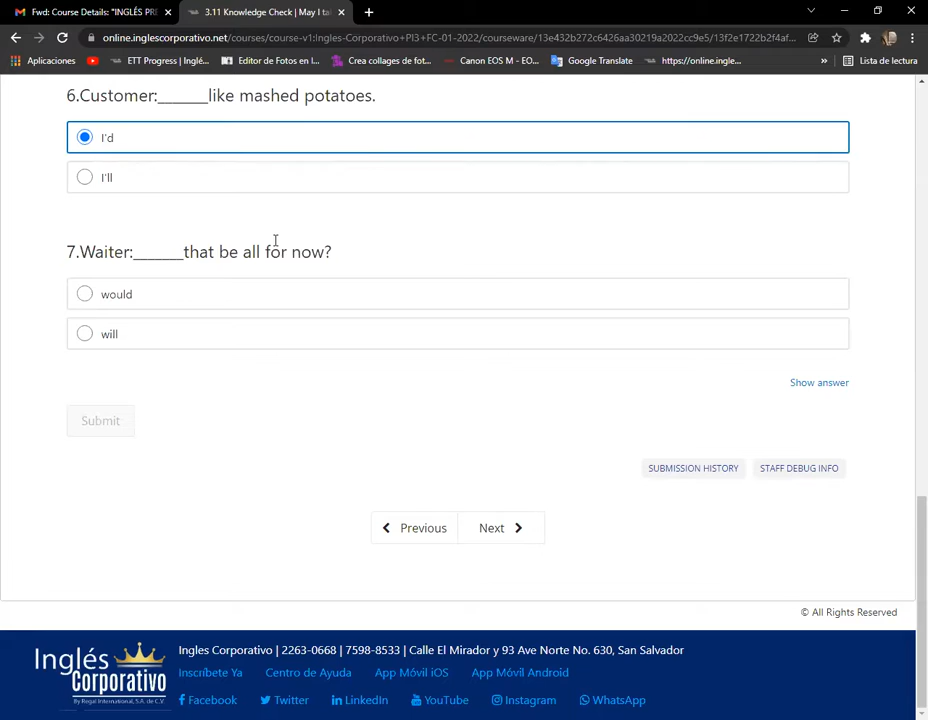 Fwd: Course Details: "INGLÉS PRE
3.11 Knowledge Check | May I tal
online.inglescorporativo.net/courses/course-v1:Ingles-Corporativo+PI3+FC-01-2022/courseware/13e432b272c6426aa30219a2022cc9e5/13f2e1722b2f4af...
Aplicaciones
ETT Progress | Inglé...
Editor de Fotos en l...
Crea collages de fot...
Canon EOS M - EO...
Google Translate
https://online.ingle...
»
Lista de lectura
6.Customer:______like mashed potatoes.
I'd
I'll
7.Waiter:______that be all for now?
would
will
Show answer
Submit
SUBMISSION HISTORY
STAFF DEBUG INFO
Previous
Next
© All Rights Reserved
Inglés Corporativo
By Regal International, S.A. de C.V.
Ingles Corporativo | 2263-0668 | 7598-8533 | Calle El Mirador y 93 Ave Norte No. 630, San Salvador
Inscríbete Ya
Centro de Ayuda
App Móvil iOS
App Móvil Android
Facebook
Twitter
LinkedIn
YouTube
Instagram
WhatsApp